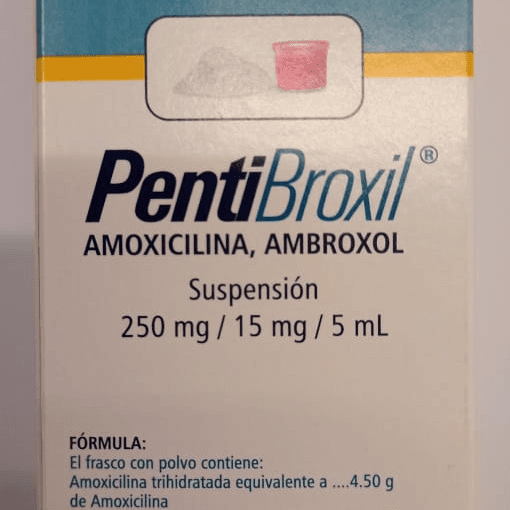 PentiBroxil®
AMOXICILINA, AMBROXOL
Suspensión
250 mg / 15 mg / 5 mL
FÓRMULA:
El frasco con polvo contiene:
Amoxicilina trihidratada equivalente a ....4.50 g
de Amoxicilina